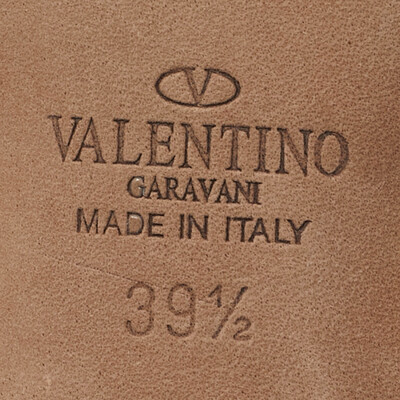 V
VALENTINO
GARAVANI
MADE IN ITALY
39½